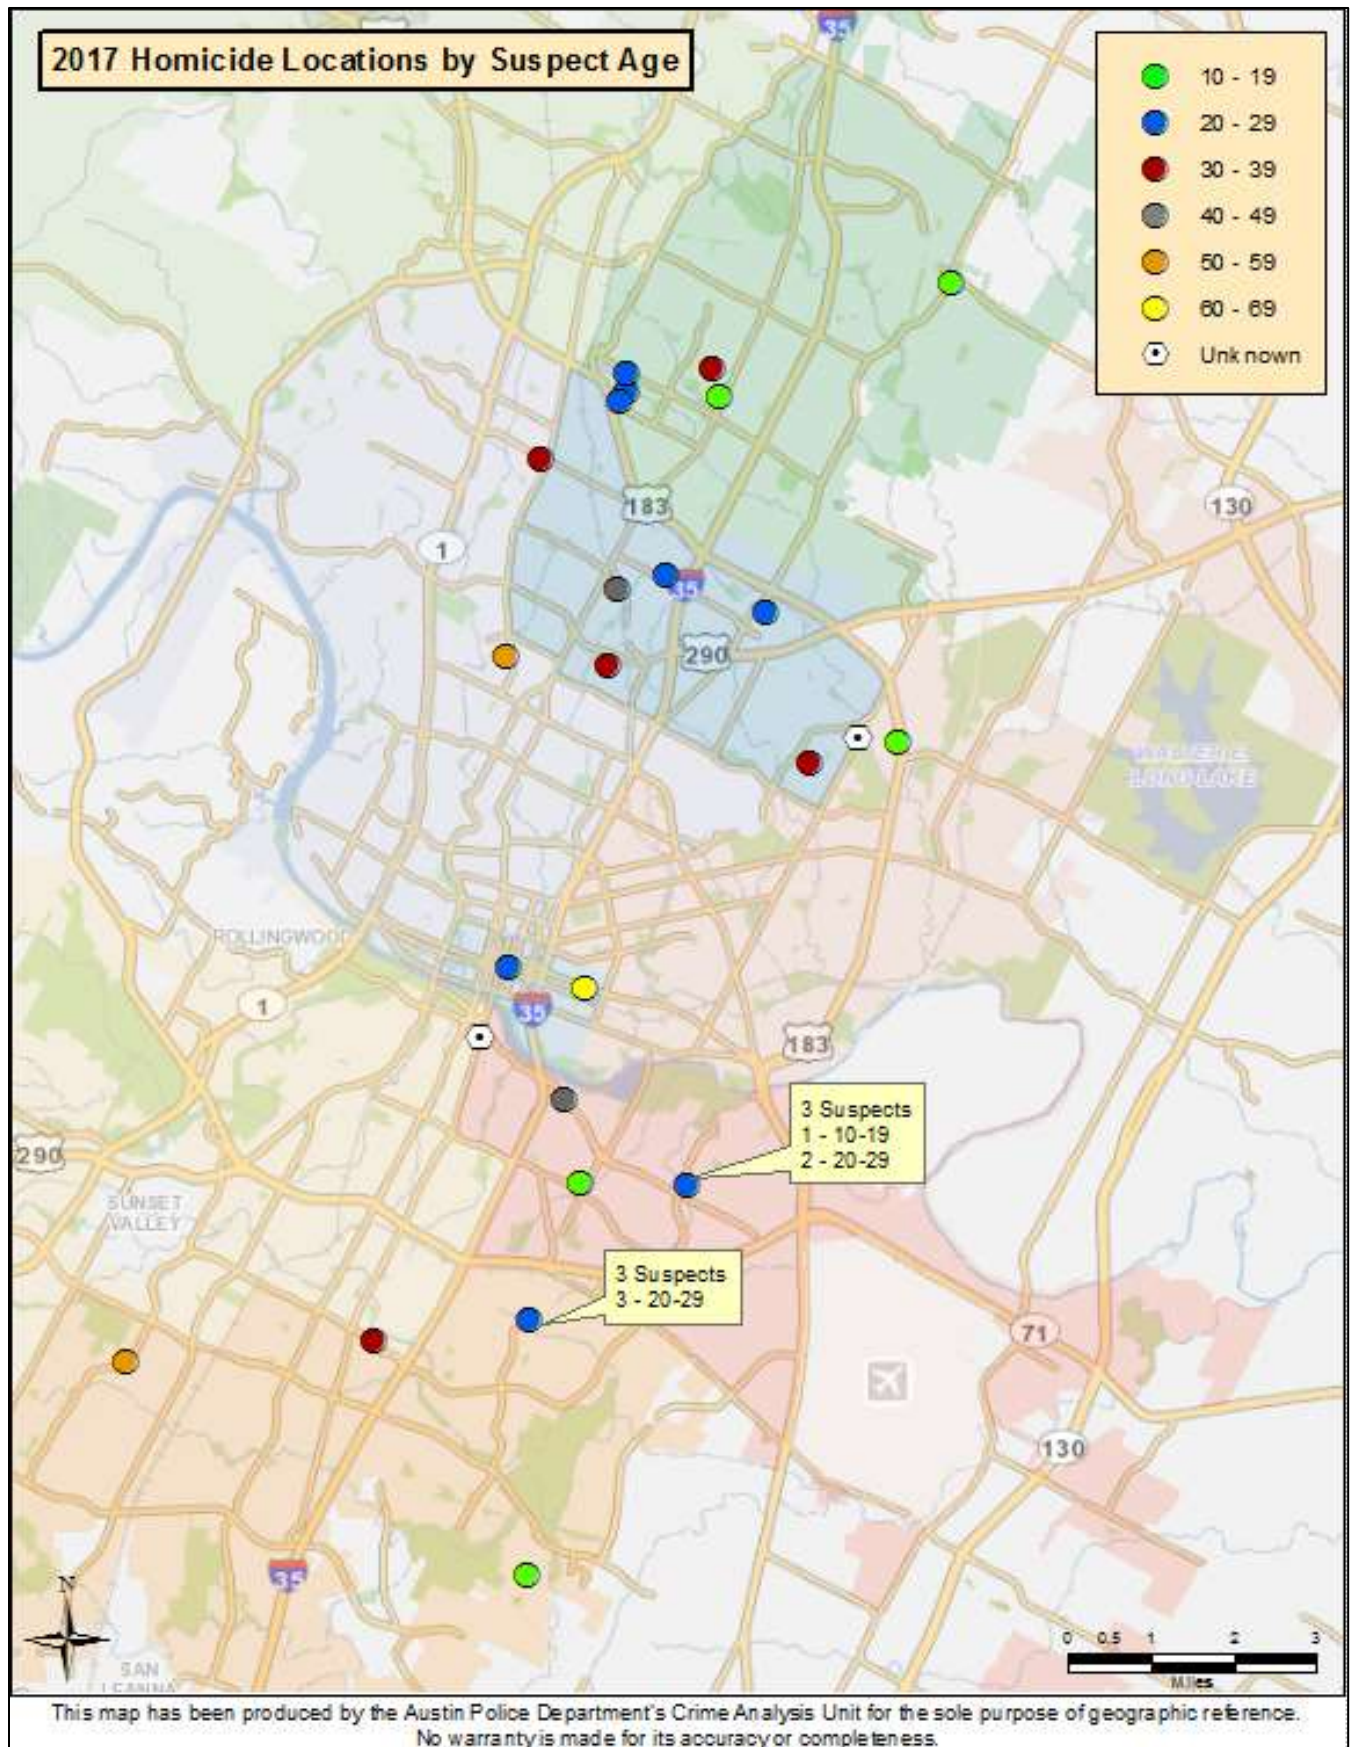 2017 Homicide Locations by Suspect Age
35
10 - 19
20 - 29
30 - 39
40 - 49
50 - 59
60 - 69
Unknown
183
130
1
35
290
ROLLINGWOOD
1
35
183
3 Suspects
1 - 10-19
2 - 20-29
290
SUNSET
VALLEY
3 Suspects
3 - 20-29
71
130
35
N
0 0.5 1 2 3
Miles
SAN
LEANNA
This map has been produced by the Austin Police Department's Crime Analysis Unit for the sole purpose of geographic reference.
No warranty is made for its accuracy or completeness.